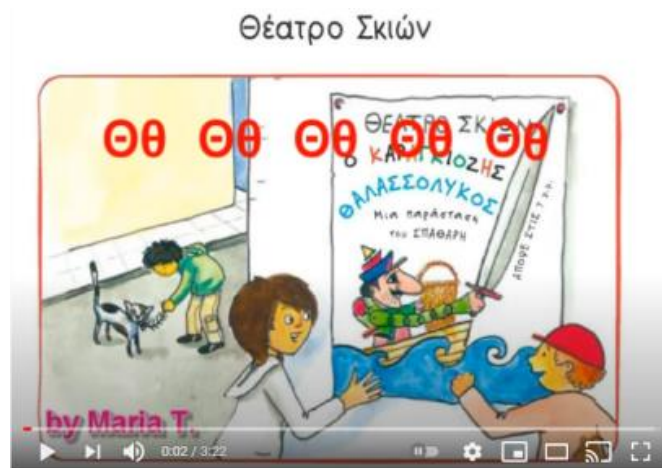 Θέατρο Σκιών
Θθ Θθ Θθ Θθ Θθ
ΘΕΑΤΡΟ ΣΚΙΩΝ
Ο ΚΑΡΑΓΚΙΟΖΗΣ
ΘΑΛΑΣΣΟΛΥΚΟΣ
Μια παράσταση
του ΣΠΑΘΑΡΗ
ΑΠΟΨΕ ΣΤΙΣ 7 μ.μ.
by Maria T.
0:02 / 3:22